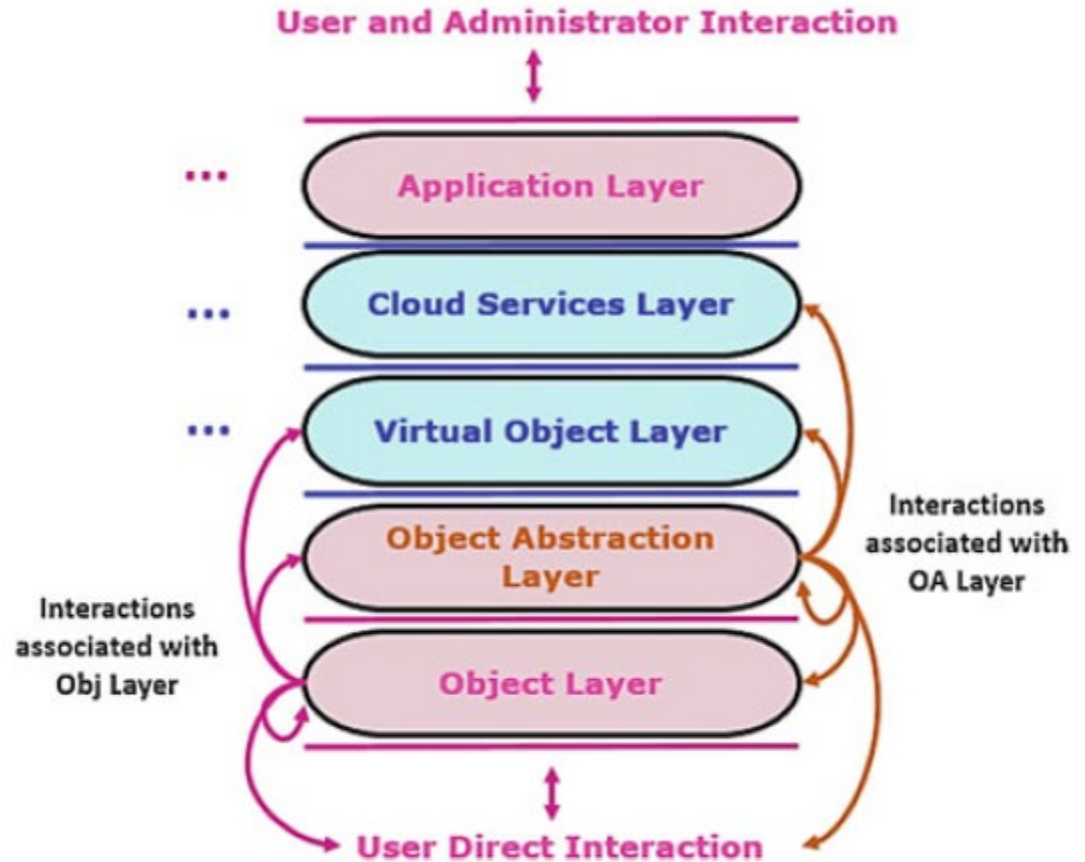 User and Administrator Interaction
...
Application Layer
...
Cloud Services Layer
...
Virtual Object Layer
Object Abstraction
Layer
Interactions
associated with
OA Layer
Interactions
associated with
Obj Layer
Object Layer
User Direct Interaction